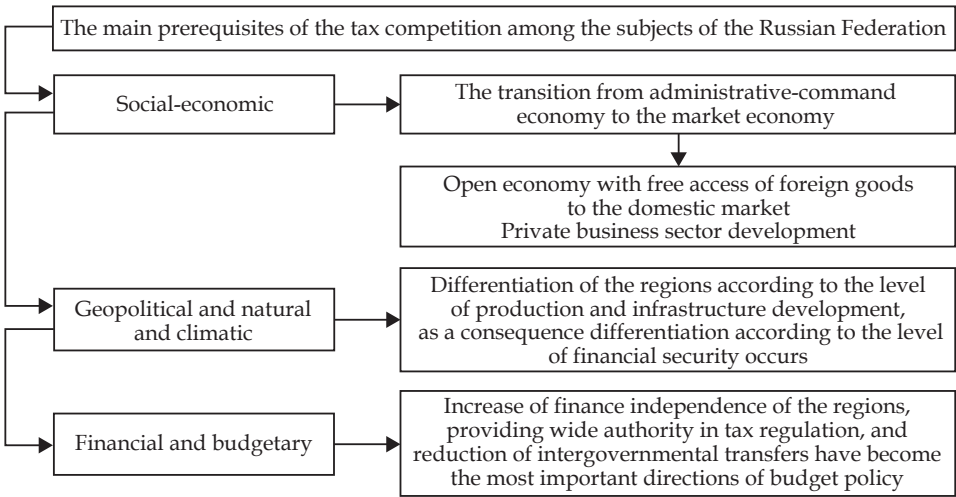 The main prerequisites of the tax competition among the subjects of the Russian Federation
Social-economic
The transition from administrative-command
economy to the market economy
Open economy with free access of foreign goods
to the domestic market
Private business sector development
Geopolitical and natural
and climatic
Differentiation of the regions according to the level
of production and infrastructure development,
as a consequence differentiation according to the level
of financial security occurs
Financial and budgetary
Increase of finance independence of the regions,
providing wide authority in tax regulation, and
reduction of intergovernmental transfers have become
the most important directions of budget policy